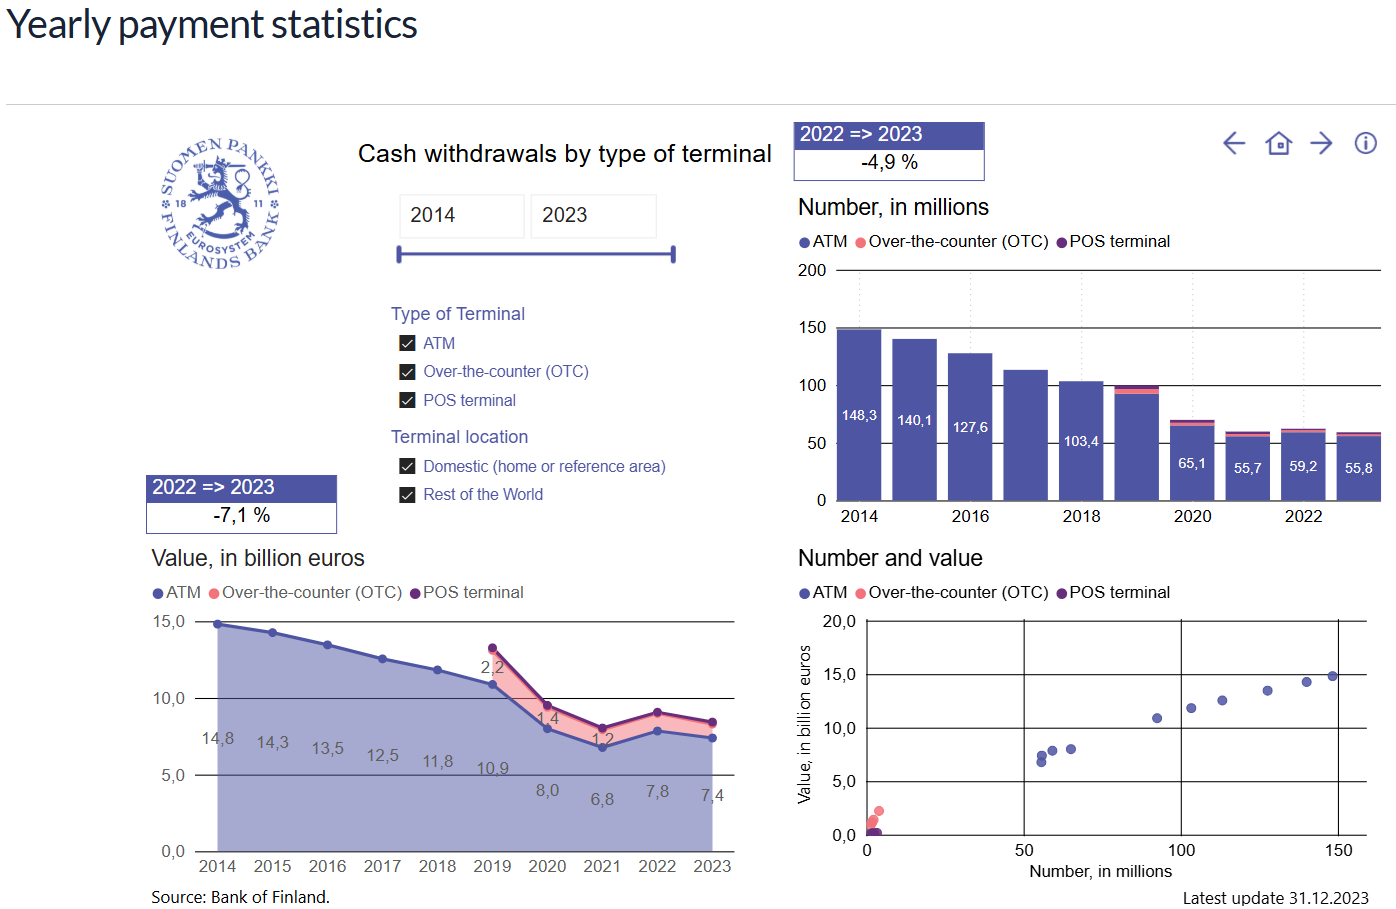 Yearly payment statistics
SUOMEN PANKKI
18 11
EUROSYSTEM
FINLANDS BANK
Cash withdrawals by type of terminal
2014 2023
Type of Terminal
ATM
Over-the-counter (OTC)
POS terminal
Terminal location
Domestic (home or reference area)
Rest of the World
2022 => 2023
-7,1 %
Value, in billion euros
ATM Over-the-counter (OTC) POS terminal
15,0
10,0
5,0
0,0
2,2
1,4
1,2
14,8 14,3 13,5 12,5 11,8 10,9 8,0 6,8 7,8 7,4
2014 2015 2016 2017 2018 2019 2020 2021 2022 2023
Source: Bank of Finland.
2022 => 2023
-4,9 %
Number, in millions
ATM Over-the-counter (OTC) POS terminal
200
150
100
50
0
148,3 140,1 127,6 103,4 65,1 55,7 59,2 55,8
2014 2016 2018 2020 2022
Number and value
ATM Over-the-counter (OTC) POS terminal
Value, in billion euros
20,0
15,0
10,0
5,0
0,0
0 50 100 150
Number, in millions
Latest update 31.12.2023